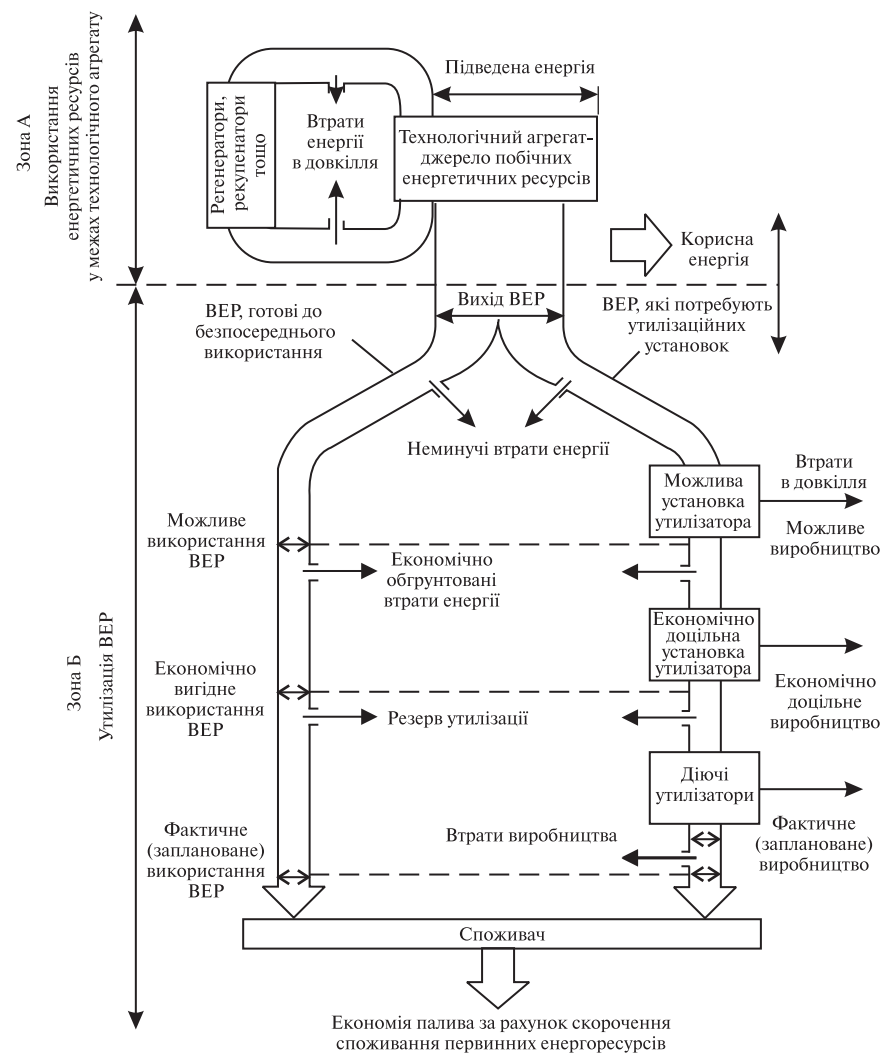 Зона А
Використання
енергетичних ресурсів
у межах технологічного агрегату
Регенератори,
рекупенатори
тощо
Втрати
енергії
в довкілля
Підведена енергія
Технологічний агрегат-
джерело побічних
енергетичних ресурсів
Корисна
енергія
Зона Б
Утилізація ВЕР
ВЕР, готові до
безпосереднього
використання
Вихід ВЕР
ВЕР, які потребують
утилізаційних
установок
Неминучі втрати енергії
Можлива
установка
утилізатора
Втрати
в довкілля
Можливе
виробництво
Можливе
використання
ВЕР
Економічно
обгрунтовані
втрати енергії
Економічно
доцільна
установка
утилізатора
Економічно
доцільне
виробництво
Економічно
вигідне
використання
ВЕР
Резерв утилізації
Діючі
утилізатори
Фактичне
(заплановане)
виробництво
Втрати виробництва
Фактичне
(заплановане)
використання
ВЕР
Споживач
Економія палива за рахунок скорочення
споживання первинних енергоресурсів